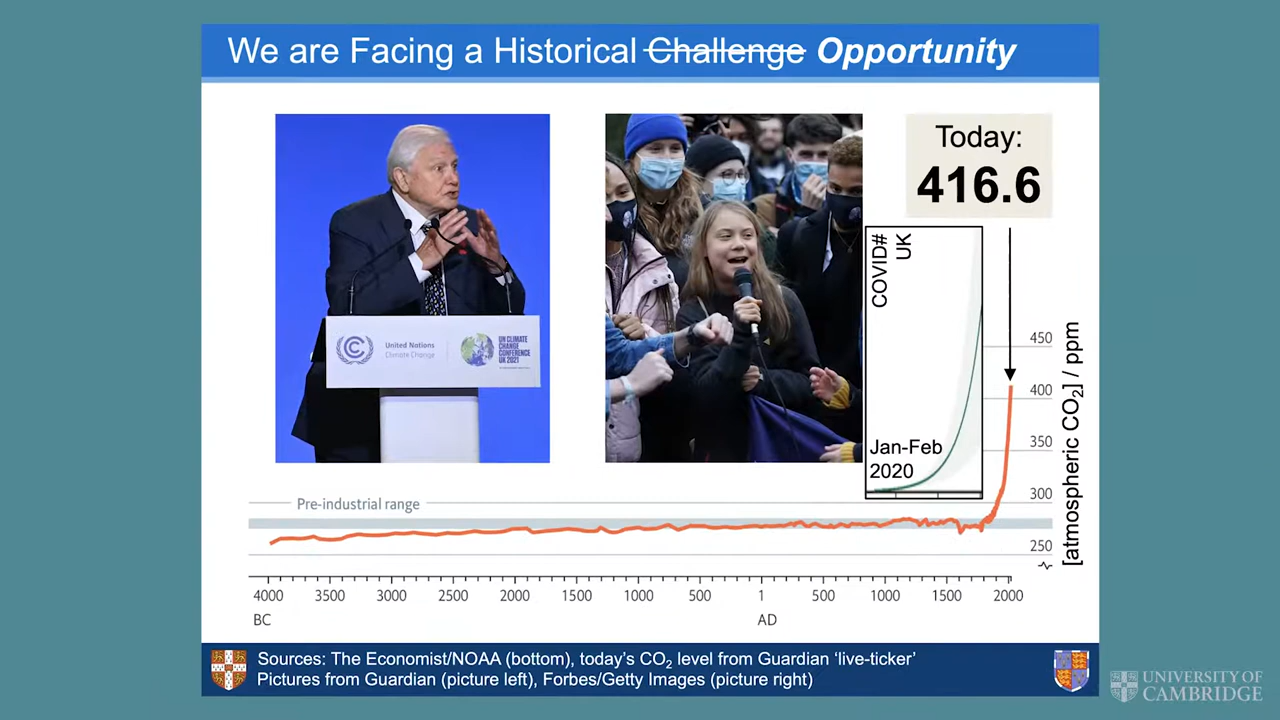 We are Facing a Historical Challenge Opportunity
Today:
416.6
United Nations
Climate Change
UN CLIMATE
CHANGE
CONFERENCE
UK 2021
COVID#
UK
Jan-Feb
2020
450
400
350
300
250
[atmospheric CO₂] / ppm
Pre-industrial range
4000 3500 3000 2500 2000 1500 1000 500 1 500 1000 1500 2000
BC AD
Sources: The Economist/NOAA (bottom), today's CO₂ level from Guardian 'live-ticker'
Pictures from Guardian (picture left), Forbes/Getty Images (picture right)
UNIVERSITY OF
CAMBRIDGE